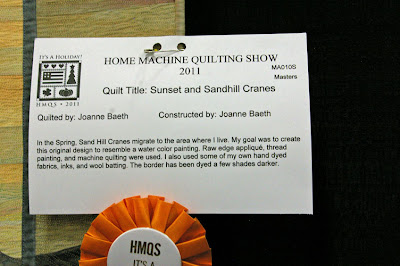 IT'S A HOLIDAY!
HMQS • 2011
HOME MACHINE QUILTING SHOW
2011
MA010S
Masters
Quilt Title: Sunset and Sandhill Cranes
Quilted by: Joanne Baeth
Constructed by: Joanne Baeth
In the Spring, Sand Hill Cranes migrate to the area where I live. My goal was to create
this original design to resemble a water color painting. Raw edge appliqué, thread
painting, and machine quilting were used. I also used some of my own hand dyed
fabrics, inks, and wool batting. The border has been dyed a few shades darker.
HMQS
IT'S A